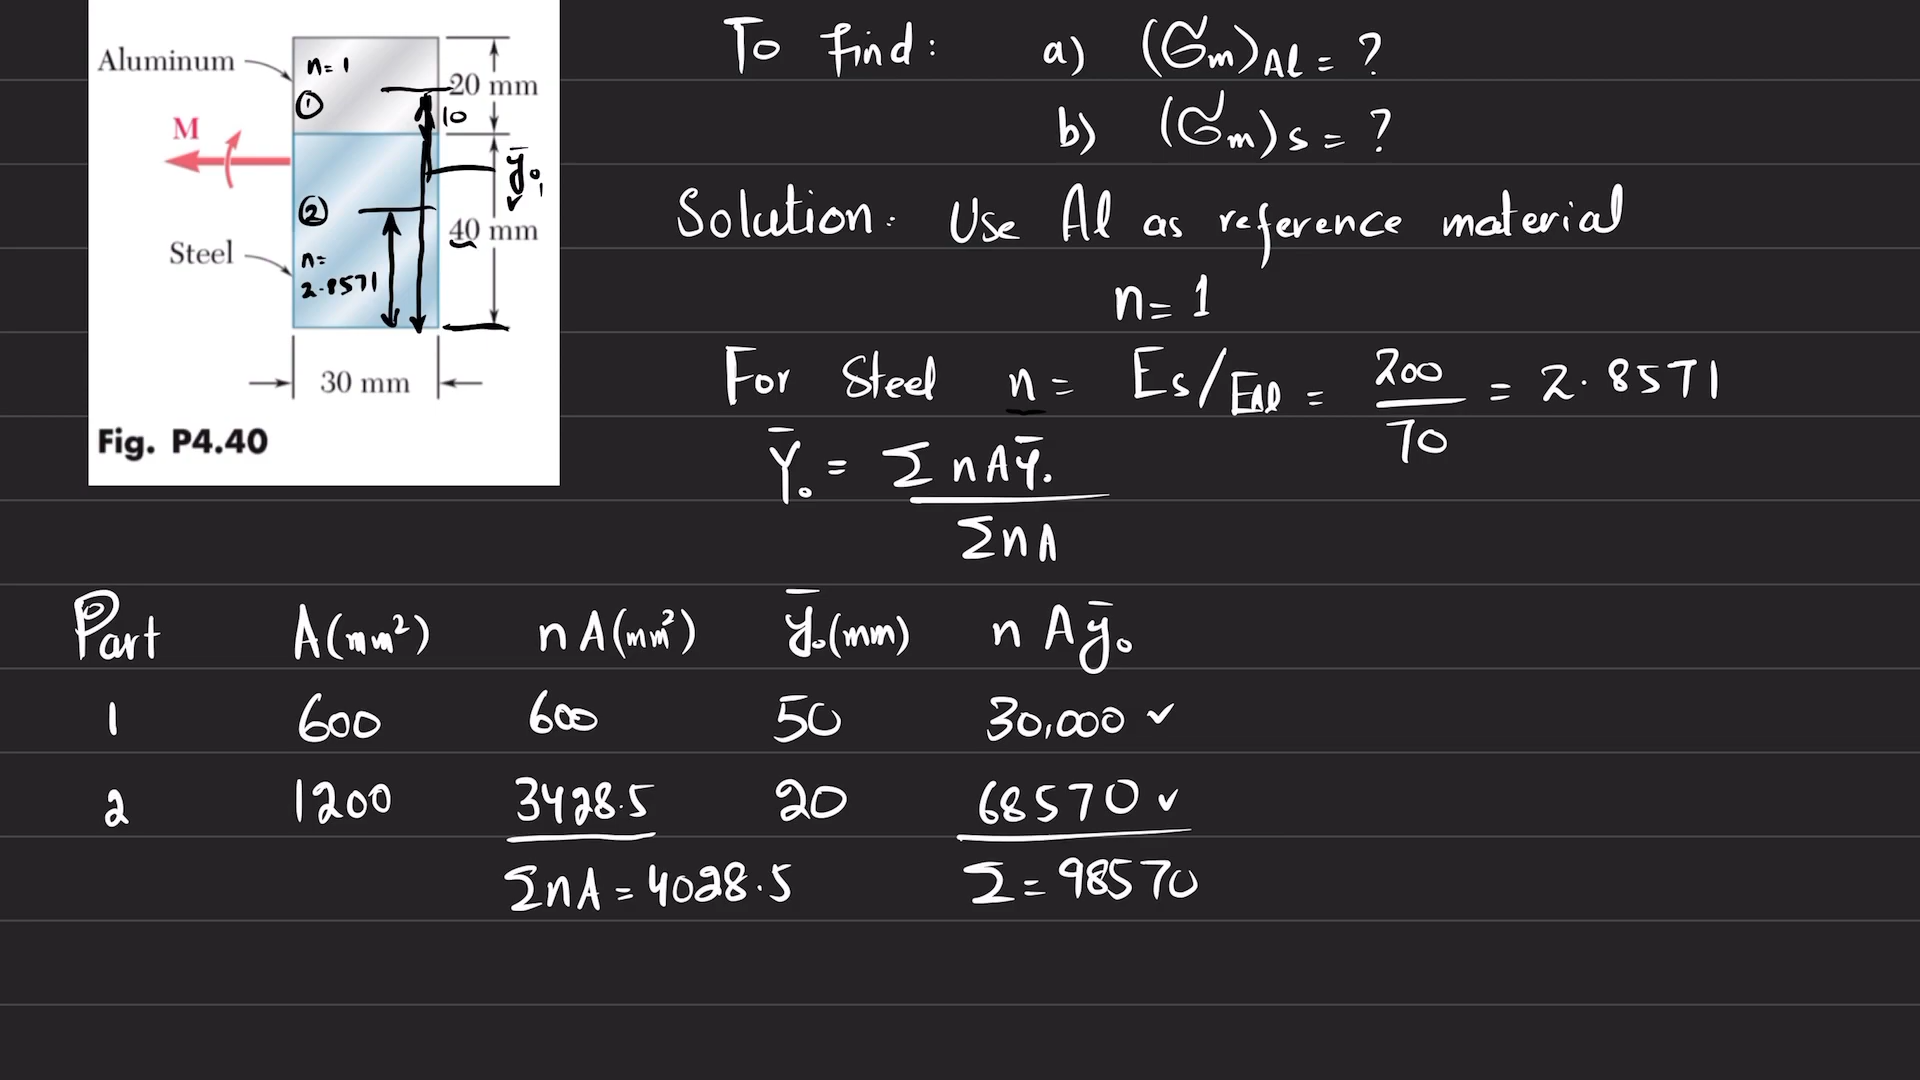 To find: a) (σm)Al = ?
b) (σm)s = ?
Solution: Use Al as reference material
n = 1
For Steel n = Es/EAl = 200/70 = 2.8571
Ȳ₀ = ΣnAȲ₀ / ΣnA
Aluminum
n = 1
①
20 mm
10
M
ȳ₀₁
②
40 mm
Steel
n =
2.8571
30 mm
Fig. P4.40
Part A(mm²) nA(mm²) ȳ₀(mm) nAȳ₀
1 600 600 50 30,000 ✓
2 1200 3428.5 20 68570 ✓
ΣnA = 4028.5 Σ = 98570